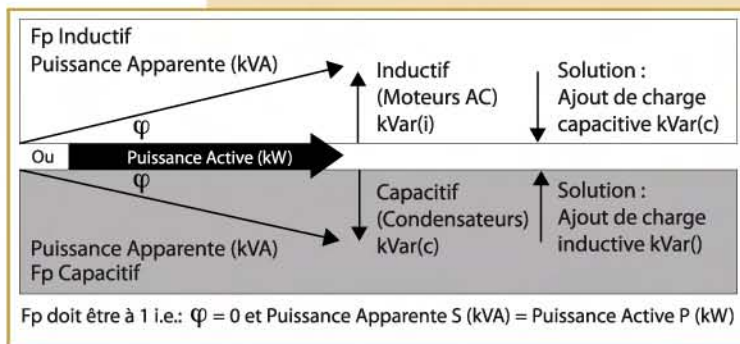 Fp Inductif
Puissance Apparente (kVA)
φ
Inductif
(Moteurs AC)
kVar(i)
Solution :
Ajout de charge
capacitive kVar(c)
Ou
Puissance Active (kW)
φ
Puissance Apparente (kVA)
Fp Capacitif
Capacitif
(Condensateurs)
kVar(c)
Solution :
Ajout de charge
inductive kVar()
Fp doit être à 1 i.e.: φ = 0 et Puissance Apparente S (kVA) = Puissance Active P (kW)